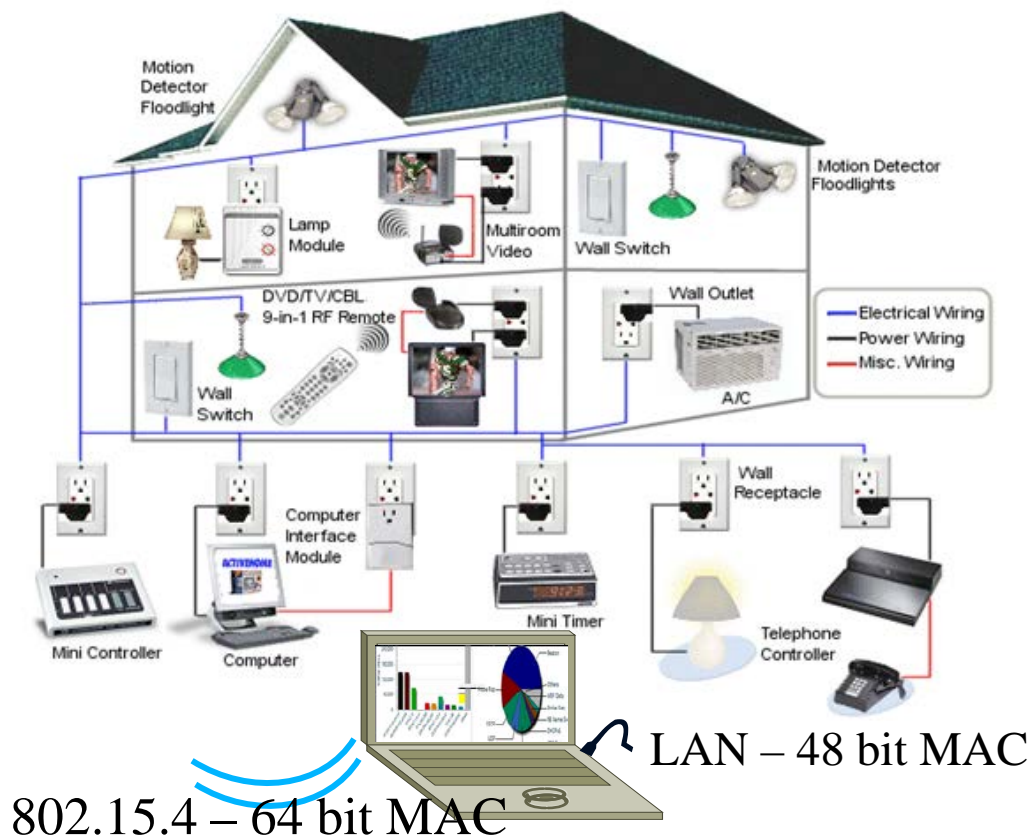 Motion
Detector
Floodlight
Motion Detector
Floodlights
Lamp
Module
Multiroom
Video
Wall Switch
DVD/TV/CBL
9-in-1 RF Remote
Wall Outlet
Electrical Wiring
Power Wiring
Misc. Wiring
Wall
Switch
A/C
Wall
Receptacle
Computer
Interface
Module
ACTIVEHOME
Mini Controller
Computer
Mini Timer
Telephone
Controller
LAN – 48 bit MAC
802.15.4 – 64 bit MAC